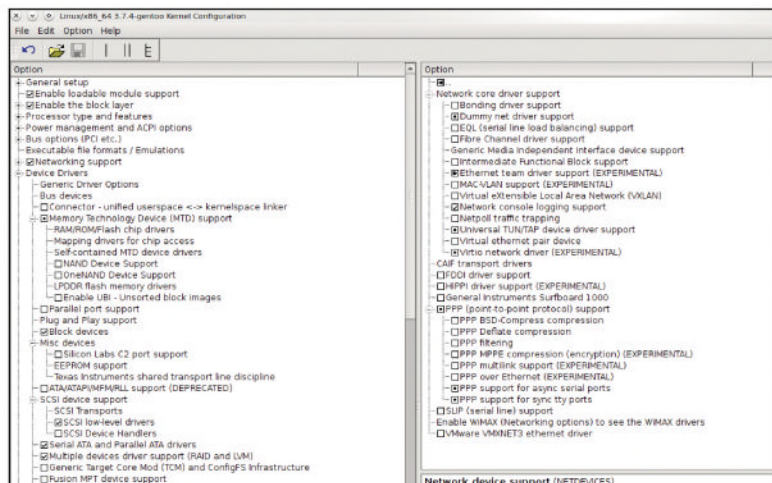 Linux/x86_64 3.7.4-gentoo Kernel Configuration
File Edit Option Help
Option
General setup
Enable loadable module support
Enable the block layer
Processor type and features
Power management and ACPI options
Bus options (PCI etc.)
Executable file formats / Emulations
Networking support
Device Drivers
Generic Driver Options
Bus devices
Connector - unified userspace <-> kernelspace linker
Memory Technology Device (MTD) support
RAM/ROM/Flash chip drivers
Mapping drivers for chip access
Self-contained MTD device drivers
NAND Device Support
OneNAND Device Support
LPDDR flash memory drivers
Enable UBI - Unsorted block images
Parallel port support
Plug and Play support
Block devices
Misc devices
Silicon Labs C2 port support
EEPROM support
Texas Instruments shared transport line discipline
ATA/ATAPI/MFM/RLL support (DEPRECATED)
SCSI device support
SCSI Transports
SCSI low-level drivers
SCSI Device Handlers
Serial ATA and Parallel ATA drivers
Multiple devices driver support (RAID and LVM)
Generic Target Core Mod (TCM) and ConfigFS Infrastructure
Fusion MPT device support
Option
..
Network core driver support
Bonding driver support
Dummy net driver support
EQL (serial line load balancing) support
Fibre Channel driver support
Generic Media Independent Interface device support
Intermediate Functional Block support
Ethernet team driver support (EXPERIMENTAL)
MAC-VLAN support (EXPERIMENTAL)
Virtual eXtensible Local Area Network (VXLAN)
Network console logging support
Netpoll traffic trapping
Universal TUN/TAP device driver support
Virtual ethernet pair device
Virtio network driver (EXPERIMENTAL)
CAIF transport drivers
FDDI driver support
HIPPI driver support (EXPERIMENTAL)
General Instruments Surfboard 1000
PPP (point-to-point protocol) support
PPP BSD-Compress compression
PPP Deflate compression
PPP filtering
PPP MPPE compression (encryption) (EXPERIMENTAL)
PPP multilink support (EXPERIMENTAL)
PPP over Ethernet (EXPERIMENTAL)
PPP support for async serial ports
PPP support for sync tty ports
SLIP (serial line) support
Enable WiMAX (Networking options) to see the WiMAX drivers
VMware VMXNET3 ethernet driver
Network device support (NETDEVICES)